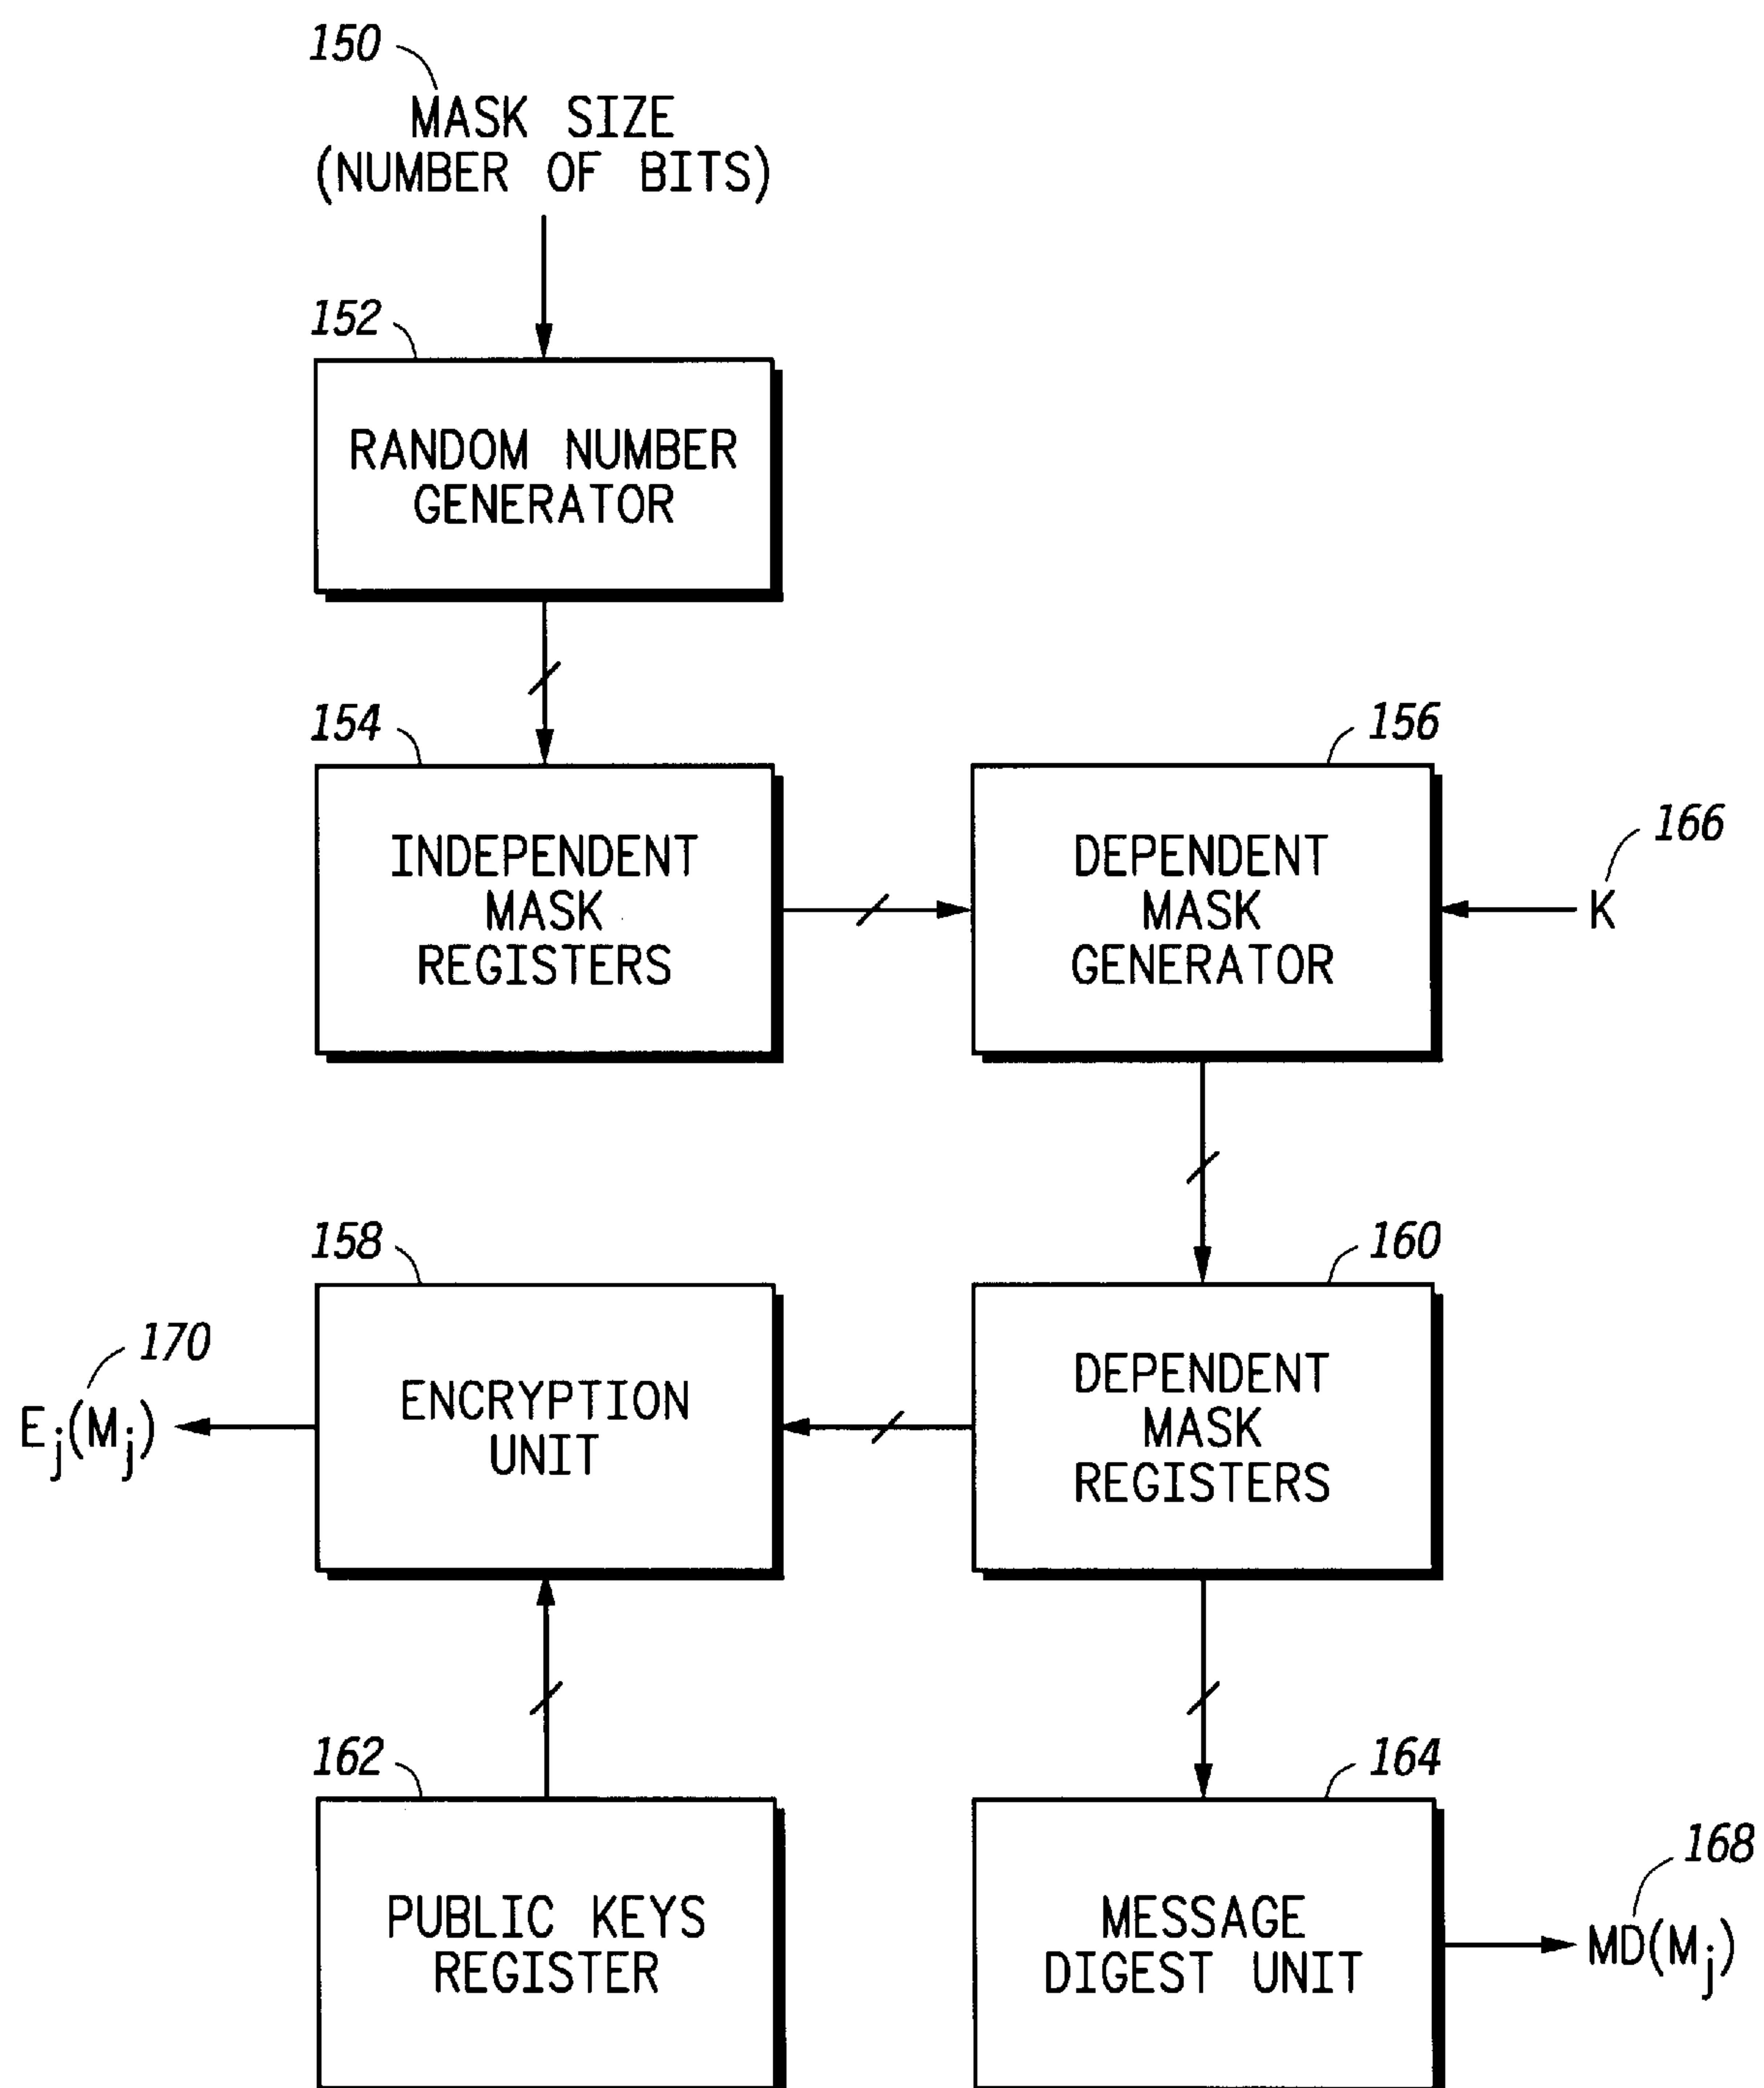 150
MASK SIZE
(NUMBER OF BITS)
152
RANDOM NUMBER
GENERATOR
154
INDEPENDENT
MASK
REGISTERS
156
DEPENDENT
MASK
GENERATOR
166
K
158
ENCRYPTION
UNIT
170
Ej(Mj)
160
DEPENDENT
MASK
REGISTERS
162
PUBLIC KEYS
REGISTER
164
MESSAGE
DIGEST UNIT
168
MD(Mj)